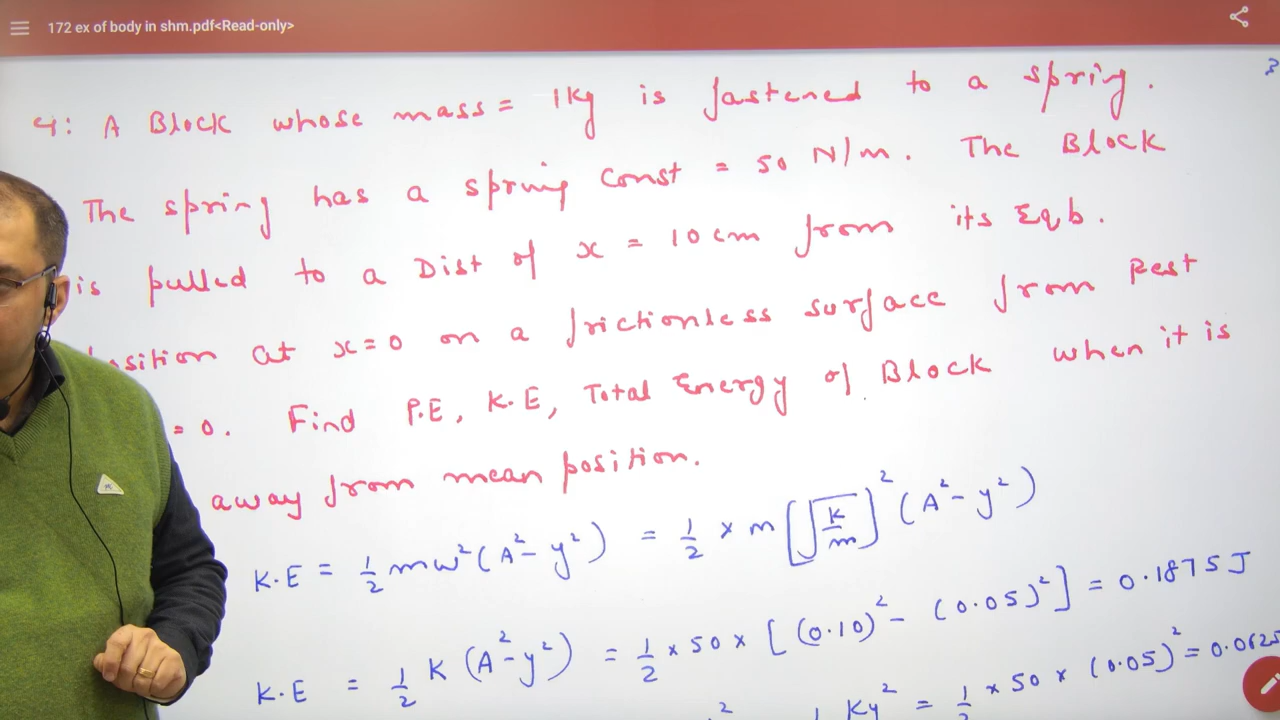 172 ex of body in shm.pdf<Read-only>
4: A Block whose mass = 1kg is fastened to a spring.
The spring has a spring const = 50 N/m. The Block
is pulled to a Dist of x = 10 cm from its Eqb.
position at x=0 on a frictionless surface from Rest
= 0. Find P.E, K.E, Total Energy of Block when it is
away from mean position.
K.E = 1/2 mω² (A² - y²) = 1/2 × m [√k/m]² (A² - y²)
K.E = 1/2 K (A² - y²) = 1/2 × 50 × [(0.10)² - (0.05)²] = 0.1875 J
Ky² = 1/2 × 50 × (0.05)² = 0.0625